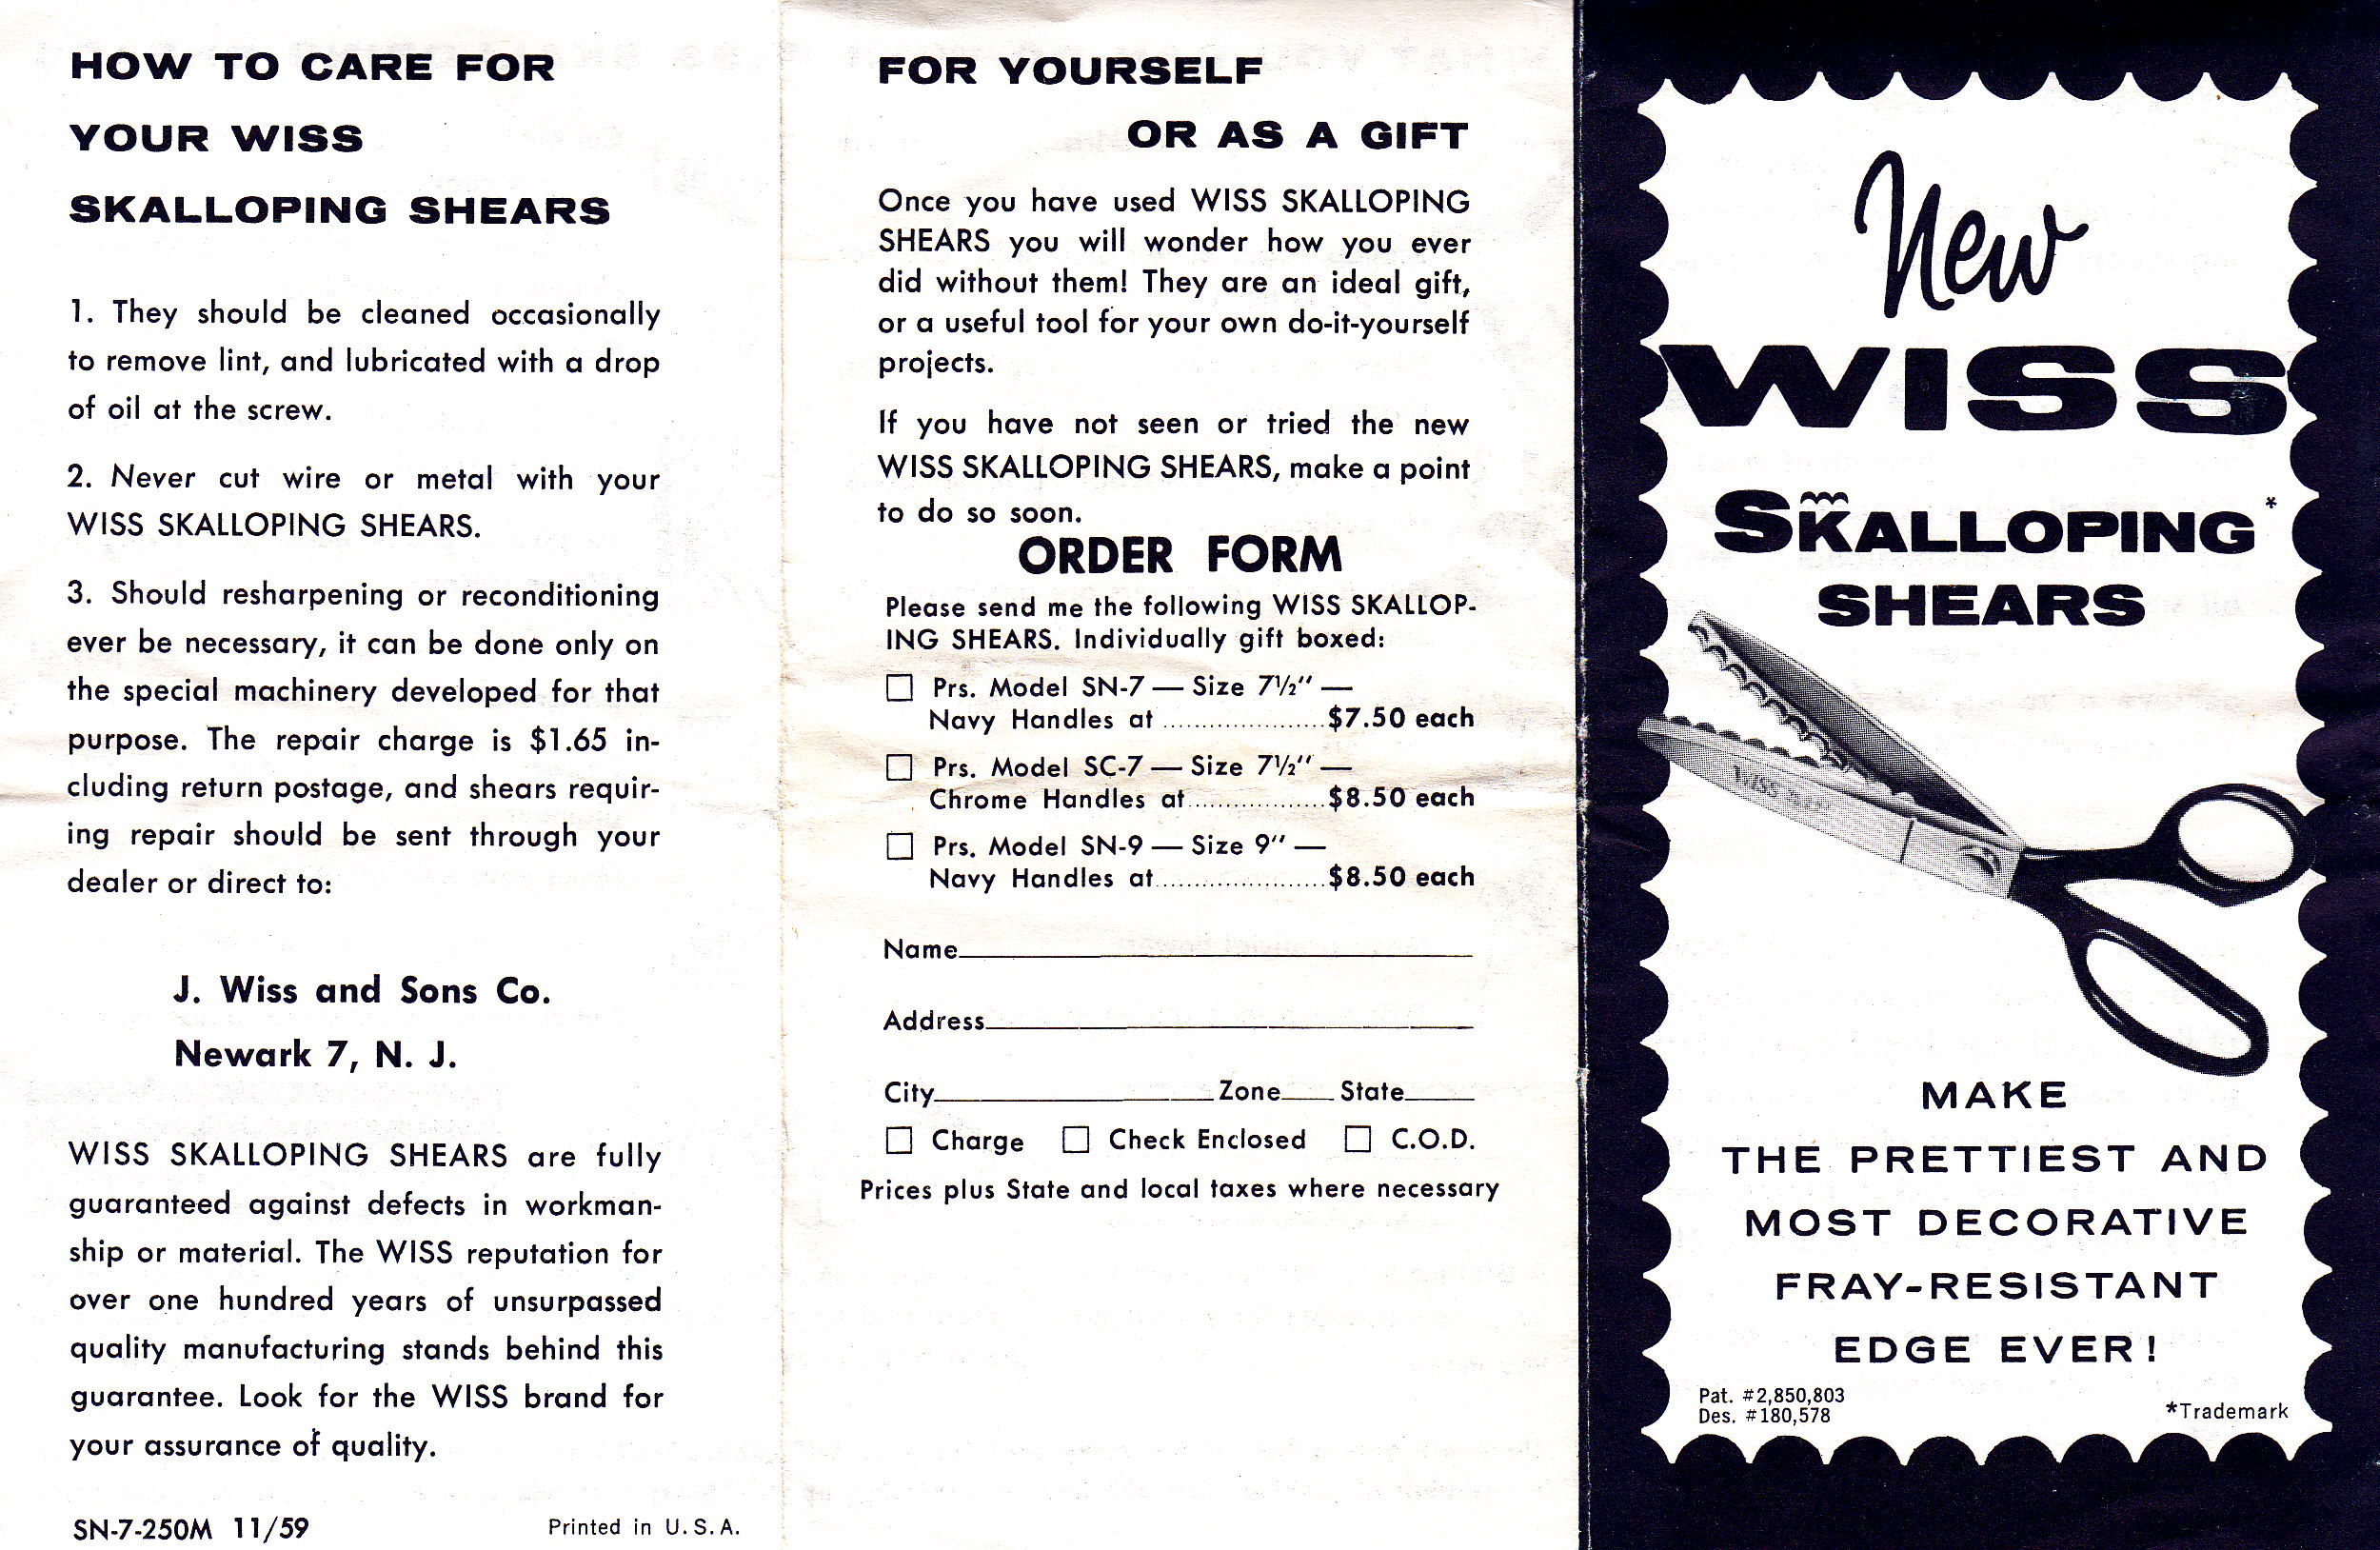 HOW TO CARE FOR
YOUR WISS
SKALLOPING SHEARS
1. They should be cleaned occasionally
to remove lint, and lubricated with a drop
of oil at the screw.
2. Never cut wire or metal with your
WISS SKALLOPING SHEARS.
3. Should resharpening or reconditioning
ever be necessary, it can be done only on
the special machinery developed for that
purpose. The repair charge is $1.65 in-
cluding return postage, and shears requir-
ing repair should be sent through your
dealer or direct to:
J. Wiss and Sons Co.
Newark 7, N. J.
WISS SKALLOPING SHEARS are fully
guaranteed against defects in workman-
ship or material. The WISS reputation for
over one hundred years of unsurpassed
quality manufacturing stands behind this
guarantee. Look for the WISS brand for
your assurance of quality.
SN-7-250M 11/59 Printed in U.S.A.
FOR YOURSELF
OR AS A GIFT
Once you have used WISS SKALLOPING
SHEARS you will wonder how you ever
did without them! They are an ideal gift,
or a useful tool for your own do-it-yourself
projects.
If you have not seen or tried the new
WISS SKALLOPING SHEARS, make a point
to do so soon.
ORDER FORM
Please send me the following WISS SKALLOP-
ING SHEARS. Individually gift boxed:
Prs. Model SN-7 — Size 7½" —
Navy Handles at .....................$7.50 each
Prs. Model SC-7 — Size 7½" —
Chrome Handles at..................$8.50 each
Prs. Model SN-9 — Size 9" —
Navy Handles at......................$8.50 each
Name
Address
City Zone State
Charge Check Enclosed C.O.D.
Prices plus State and local taxes where necessary
New
WISS
SKALLOPING*
SHEARS
WISS
MAKE
THE PRETTIEST AND
MOST DECORATIVE
FRAY-RESISTANT
EDGE EVER!
Pat. #2,850,803
Des. #180,578
*Trademark